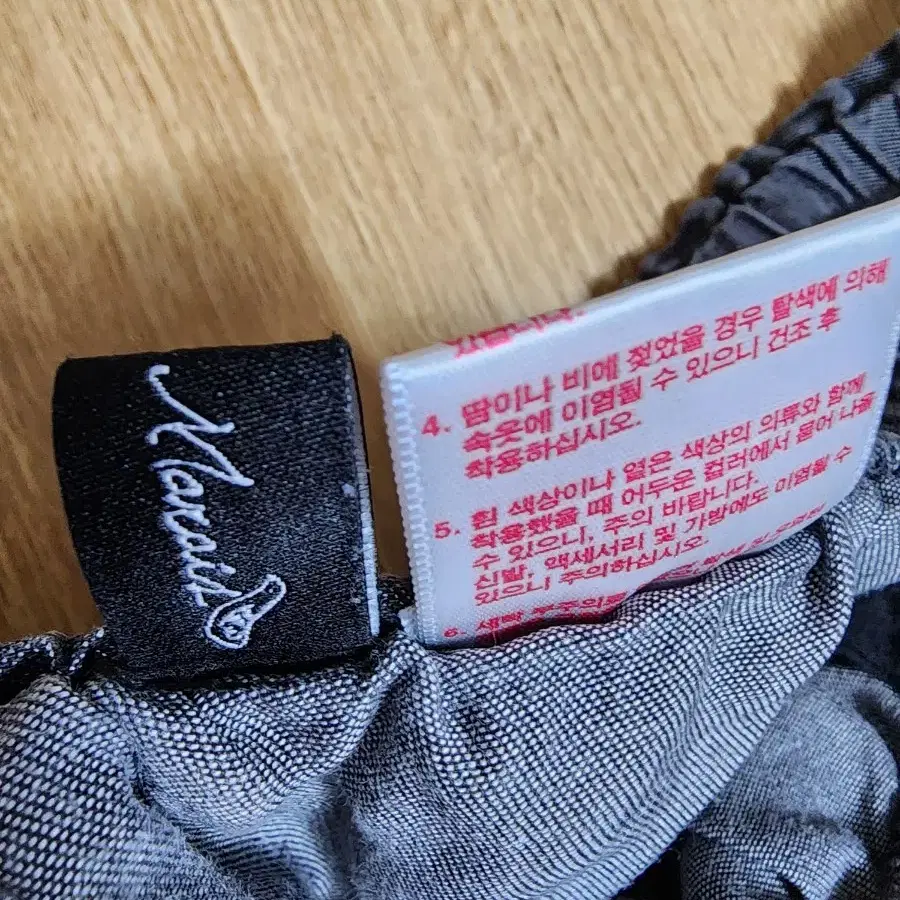 Maxaid
4. 땀이나 비에 젖었을 경우 탈색에 의해
속옷에 이염될 수 있으니 건조 후
착용하십시오.
5. 흰 색상이나 엷은 색상의 의류와 함께
착용했을 때 어두운 컬러에서 묻어 나올
수 있으니, 주의 바랍니다.
신발, 액세서리 및 가방에도 이염될 수
있으니 주의하십시오.
6. 세탁